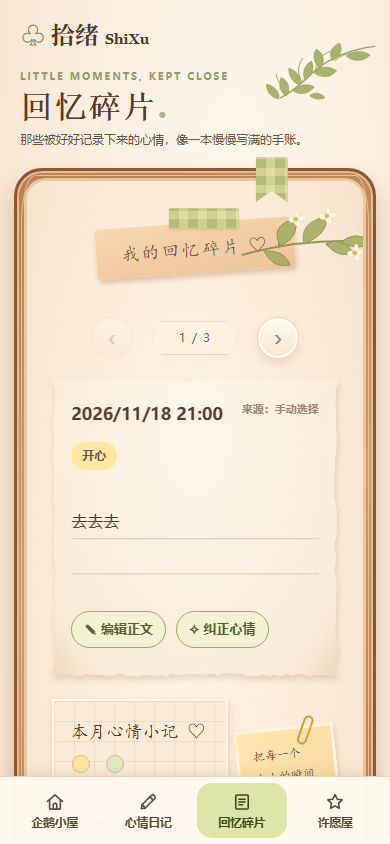 拾绪 ShiXu
LITTLE MOMENTS, KEPT CLOSE
回忆碎片。
那些被好好记录下来的心情，像一本慢慢写满的手账。
我的回忆碎片 ♡
‹ 1 / 3 ›
2026/11/18 21:00 来源：手动选择
开心
去去去
编辑正文 纠正心情
本月心情小记 ♡
把每一个
企鹅小屋 心情日记 回忆碎片 许愿屋